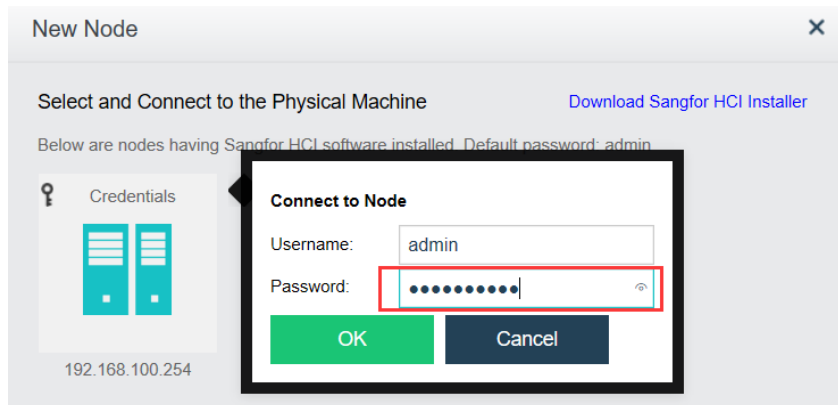 New Node
Select and Connect to the Physical Machine Download Sangfor HCI Installer
Below are nodes having Sangfor HCI software installed. Default password: admin
Credentials
Connect to Node
Username: admin
Password: ●●●●●●●●●●
OK Cancel
192.168.100.254